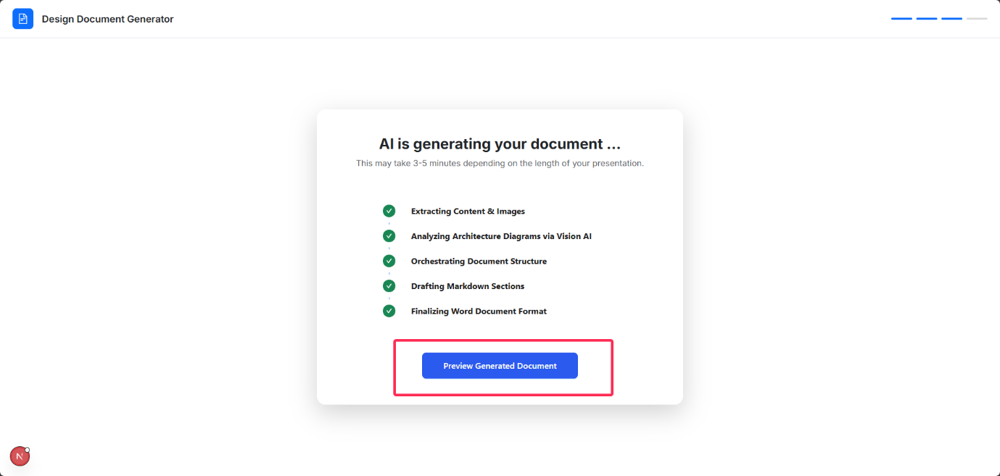 Design Document Generator
AI is generating your document ...
This may take 3-5 minutes depending on the length of your presentation.
Extracting Content & Images
Analyzing Architecture Diagrams via Vision AI
Orchestrating Document Structure
Drafting Markdown Sections
Finalizing Word Document Format
Preview Generated Document
N